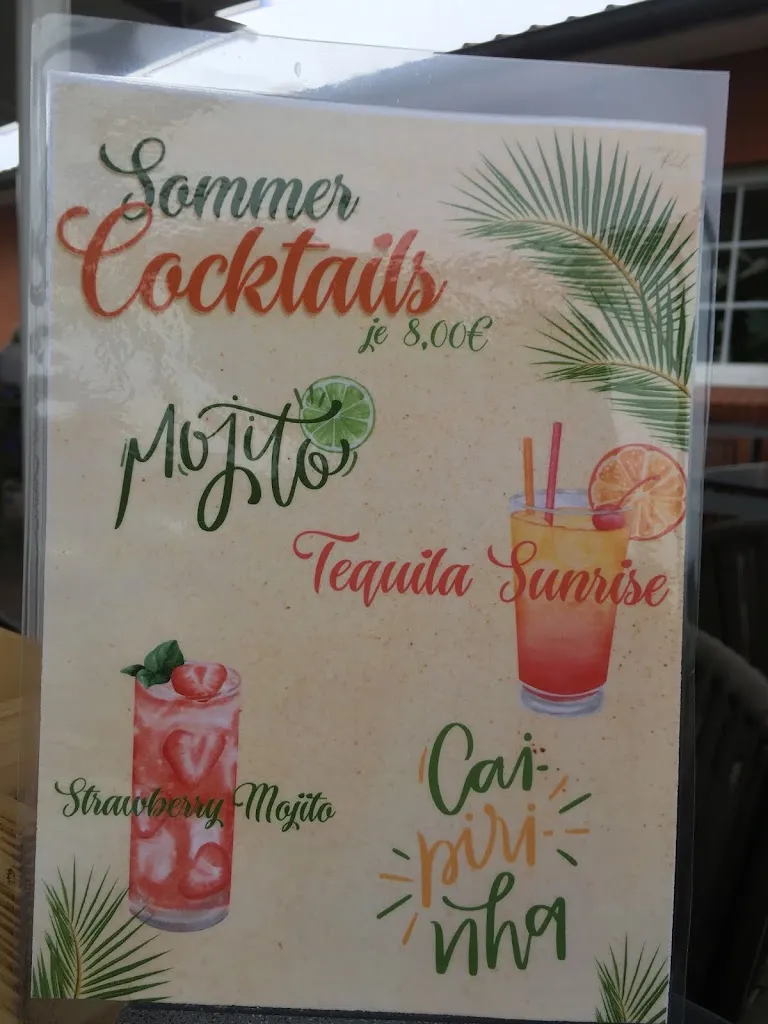 Sommer
Cocktails
je 8,00€
Mojito
Tequila Sunrise
Strawberry Mojito
Cai-
piri-
nha